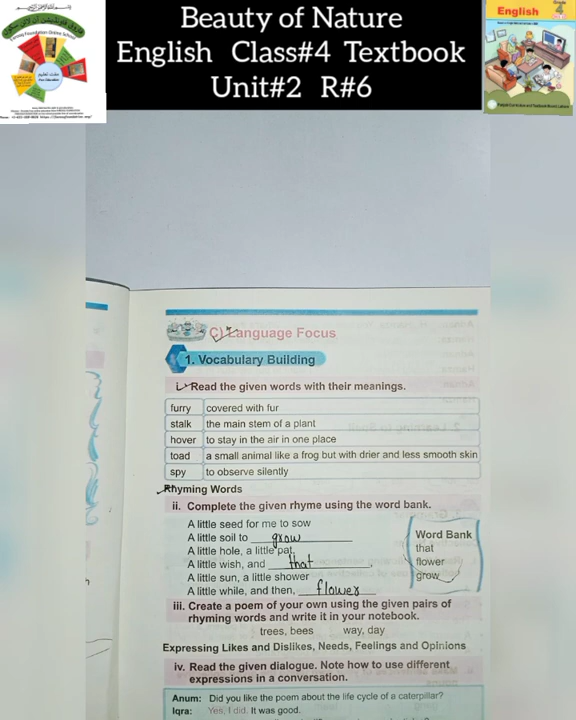 Beauty of Nature
English Class#4 Textbook
Unit#2 R#6
English
Grade
4
C) Language Focus
1. Vocabulary Building
i. Read the given words with their meanings.
furry covered with fur
stalk the main stem of a plant
hover to stay in the air in one place
toad a small animal like a frog but with drier and less smooth skin
spy to observe silently
Rhyming Words
ii. Complete the given rhyme using the word bank.
A little seed for me to sow
A little soil to grow
A little hole, a little pat,
A little wish, and that.
A little sun, a little shower
A little while, and then, flower
Word Bank
that
flower
grow
iii. Create a poem of your own using the given pairs of
rhyming words and write it in your notebook.
trees, bees way, day
Expressing Likes and Dislikes, Needs, Feelings and Opinions
iv. Read the given dialogue. Note how to use different
expressions in a conversation.
Anum: Did you like the poem about the life cycle of a caterpillar?
Iqra: Yes, I did. It was good.